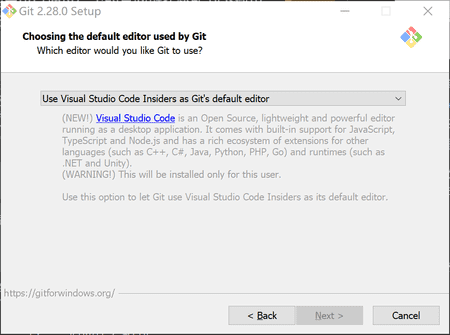 Git 2.28.0 Setup
Choosing the default editor used by Git
Which editor would you like Git to use?
Use Visual Studio Code Insiders as Git's default editor
(NEW!) Visual Studio Code is an Open Source, lightweight and powerful editor
running as a desktop application. It comes with built-in support for JavaScript,
TypeScript and Node.js and has a rich ecosystem of extensions for other
languages (such as C++, C#, Java, Python, PHP, Go) and runtimes (such as
.NET and Unity).
(WARNING!) This will be installed only for this user.
Use this option to let Git use Visual Studio Code Insiders as its default editor.
https://gitforwindows.org/
< Back
Next >
Cancel